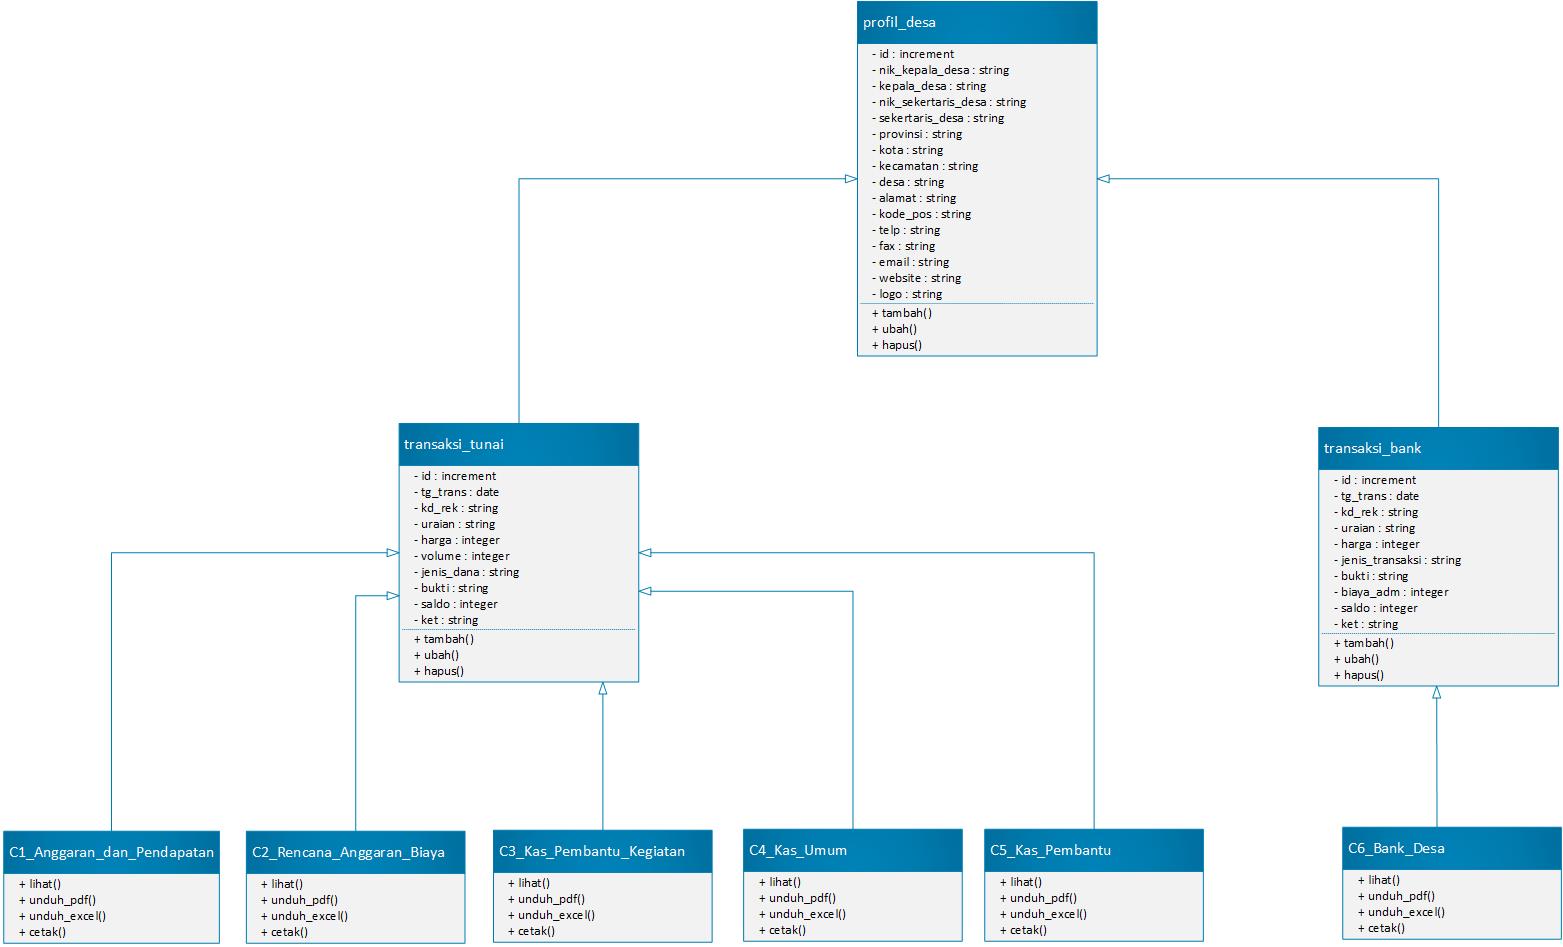 profil_desa
- id : increment
- nik_kepala_desa : string
- kepala_desa : string
- nik_sekertaris_desa : string
- sekertaris_desa : string
- provinsi : string
- kota : string
- kecamatan : string
- desa : string
- alamat : string
- kode_pos : string
- telp : string
- fax : string
- email : string
- website : string
- logo : string
+ tambah()
+ ubah()
+ hapus()
transaksi_tunai
- id : increment
- tg_trans : date
- kd_rek : string
- uraian : string
- harga : integer
- volume : integer
- jenis_dana : string
- bukti : string
- saldo : integer
- ket : string
+ tambah()
+ ubah()
+ hapus()
transaksi_bank
- id : increment
- tg_trans : date
- kd_rek : string
- uraian : string
- harga : integer
- jenis_transaksi : string
- bukti : string
- biaya_adm : integer
- saldo : integer
- ket : string
+ tambah()
+ ubah()
+ hapus()
C1_Anggaran_dan_Pendapatan
+ lihat()
+ unduh_pdf()
+ unduh_excel()
+ cetak()
C2_Rencana_Anggaran_Biaya
+ lihat()
+ unduh_pdf()
+ unduh_excel()
+ cetak()
C3_Kas_Pembantu_Kegiatan
+ lihat()
+ unduh_pdf()
+ unduh_excel()
+ cetak()
C4_Kas_Umum
+ lihat()
+ unduh_pdf()
+ unduh_excel()
+ cetak()
C5_Kas_Pembantu
+ lihat()
+ unduh_pdf()
+ unduh_excel()
+ cetak()
C6_Bank_Desa
+ lihat()
+ unduh_pdf()
+ unduh_excel()
+ cetak()